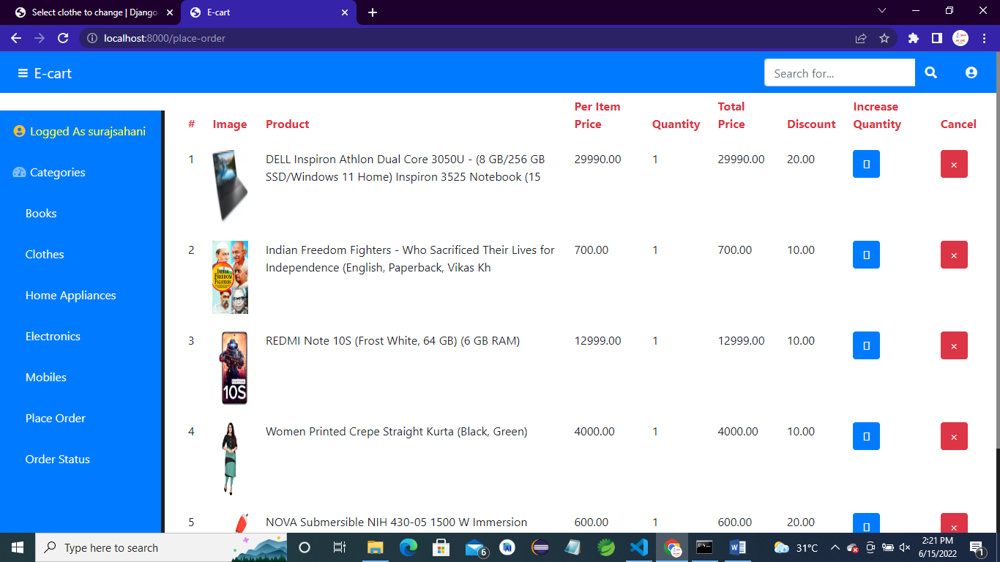 Select clothe to change | Django
E-cart
localhost:8000/place-order
E-cart
Search for...
Logged As surajsahani
Categories
Books
Clothes
Home Appliances
Electronics
Mobiles
Place Order
Order Status
# Image Product Per Item Price Quantity Total Price Discount Increase Quantity Cancel
1 DELL Inspiron Athlon Dual Core 3050U - (8 GB/256 GB 29990.00 1 29990.00 20.00 ×
SSD/Windows 11 Home) Inspiron 3525 Notebook (15
2 Indian Freedom Fighters - Who Sacrificed Their Lives for 700.00 1 700.00 10.00 ×
Independence (English, Paperback, Vikas Kh
INDIAN
FREEDOM
FIGHTERS
3 REDMI Note 10S (Frost White, 64 GB) (6 GB RAM) 12999.00 1 12999.00 10.00 ×
10S
4 Women Printed Crepe Straight Kurta (Black, Green) 4000.00 1 4000.00 10.00 ×
5 NOVA Submersible NIH 430-05 1500 W Immersion 600.00 1 600.00 20.00 ×
Type here to search
6
31°C
2:21 PM
6/15/2022
1